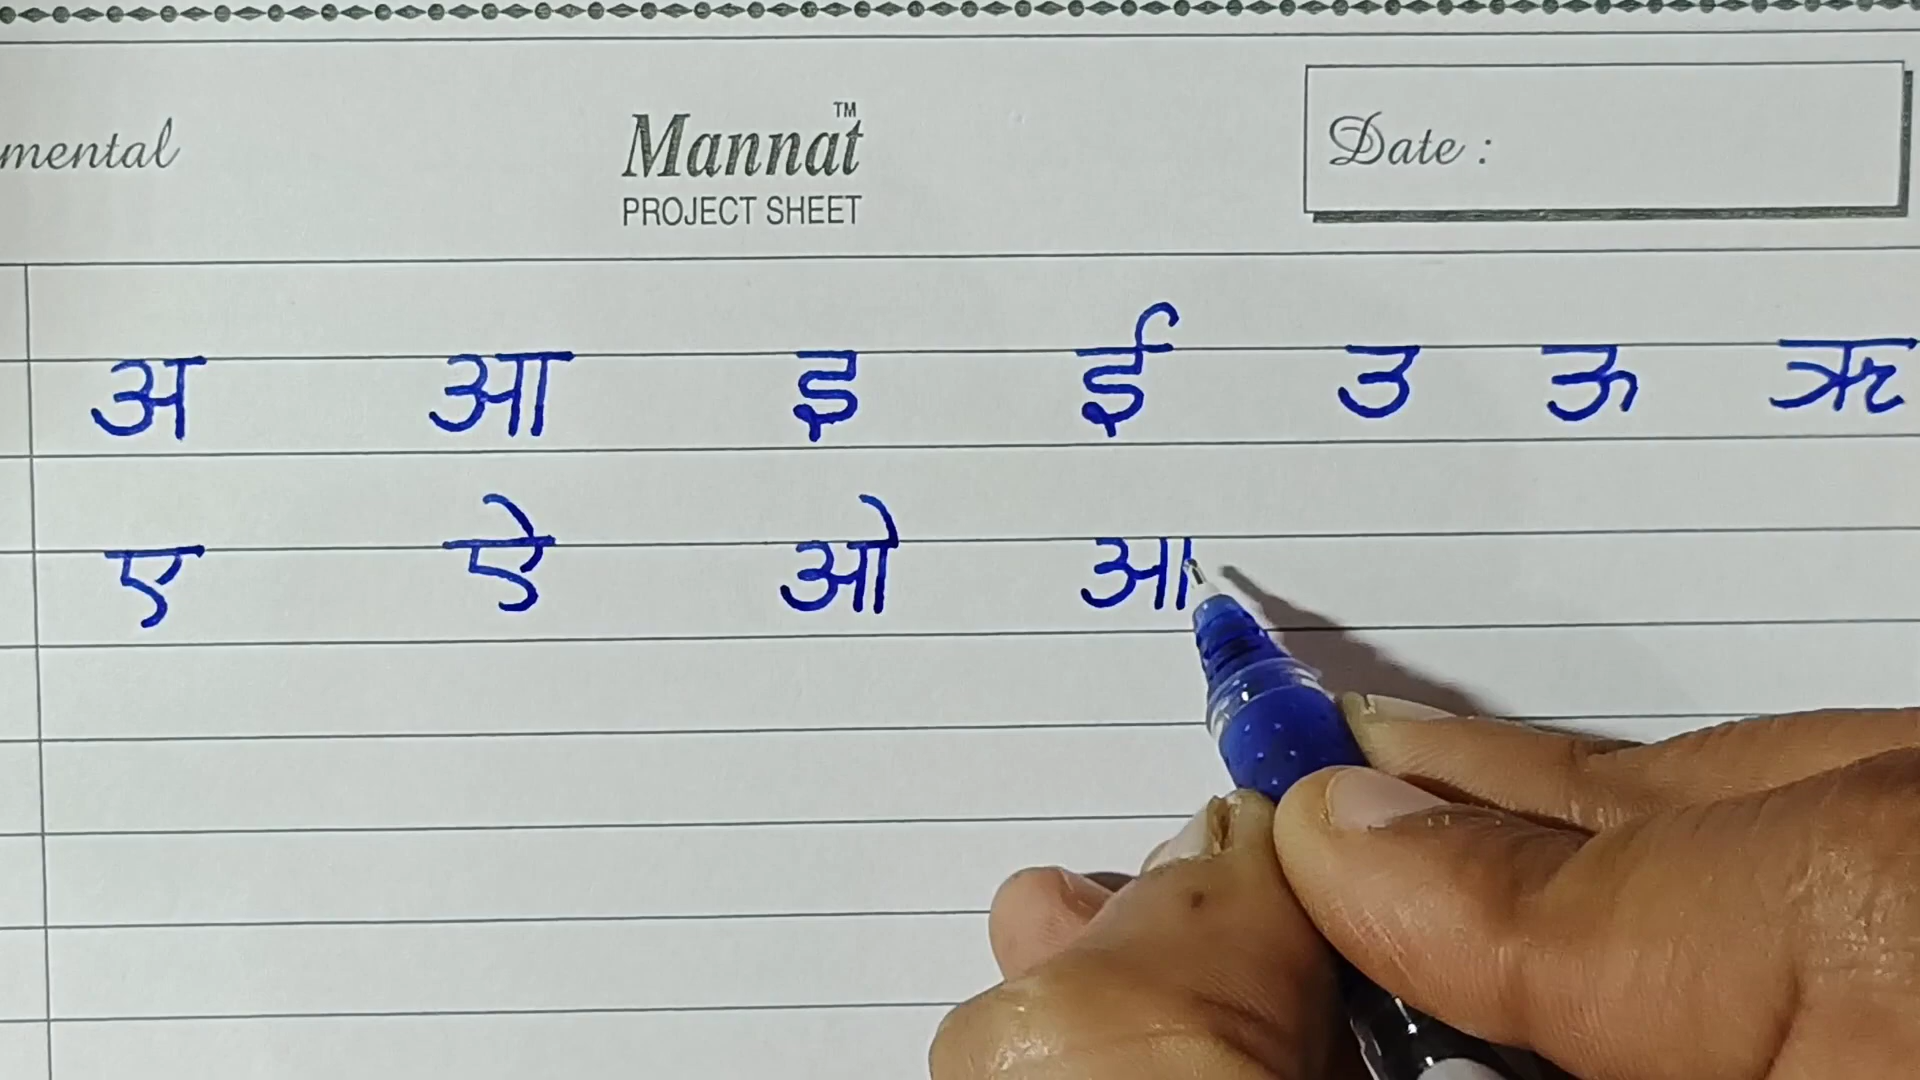 mental
Mannat™
PROJECT SHEET
Date :
अ आ इ ई उ ऊ ऋ
ए ऐ ओ आ